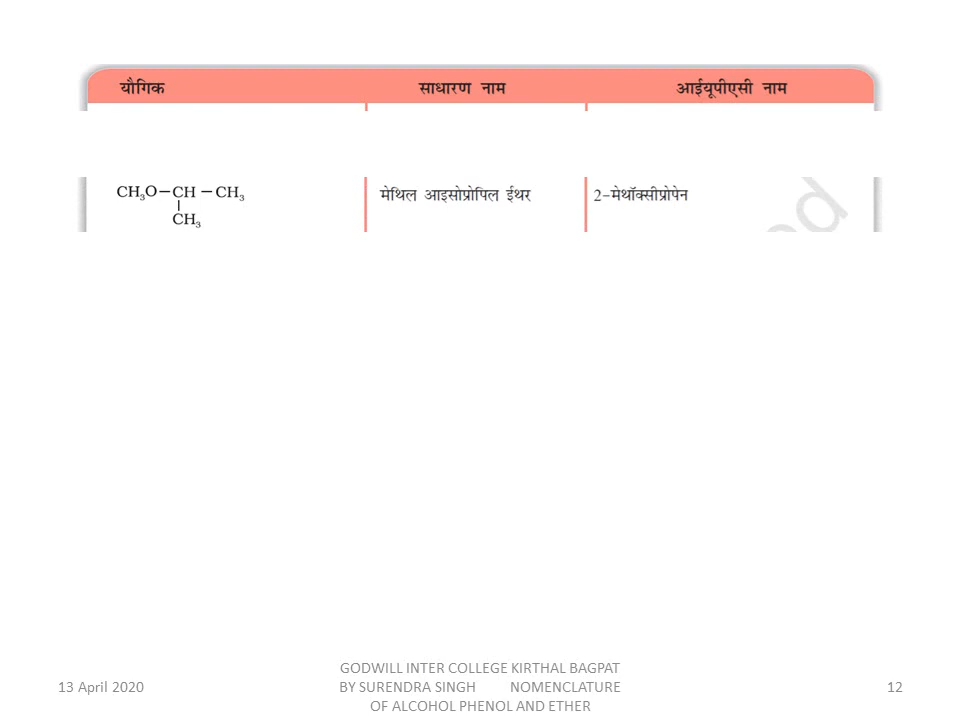 यौगिक साधारण नाम आईयूपीएसी नाम
CH₃O—CH—CH₃ मेथिल आइसोप्रोपिल ईथर 2-मेथॉक्सीप्रोपेन
CH₃
13 April 2020
GODWILL INTER COLLEGE KIRTHAL BAGPAT
BY SURENDRA SINGH NOMENCLATURE
OF ALCOHOL PHENOL AND ETHER
12